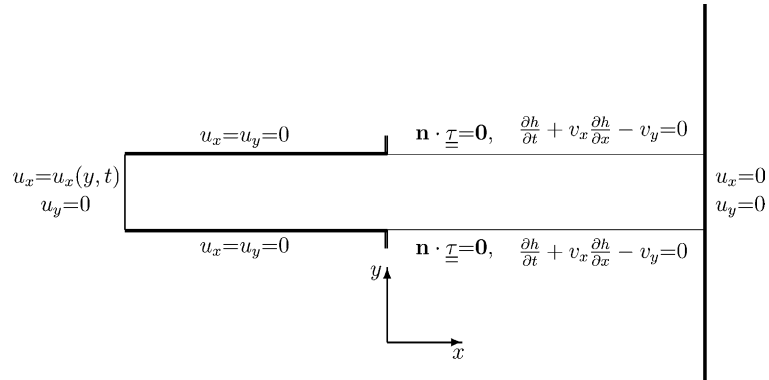 u_x=u_y=0
n · τ=0, ∂h/∂t + v_x ∂h/∂x − v_y=0
u_x=u_x(y, t)
u_y=0
u_x=0
u_y=0
u_x=u_y=0
n · τ=0, ∂h/∂t + v_x ∂h/∂x − v_y=0
y
x